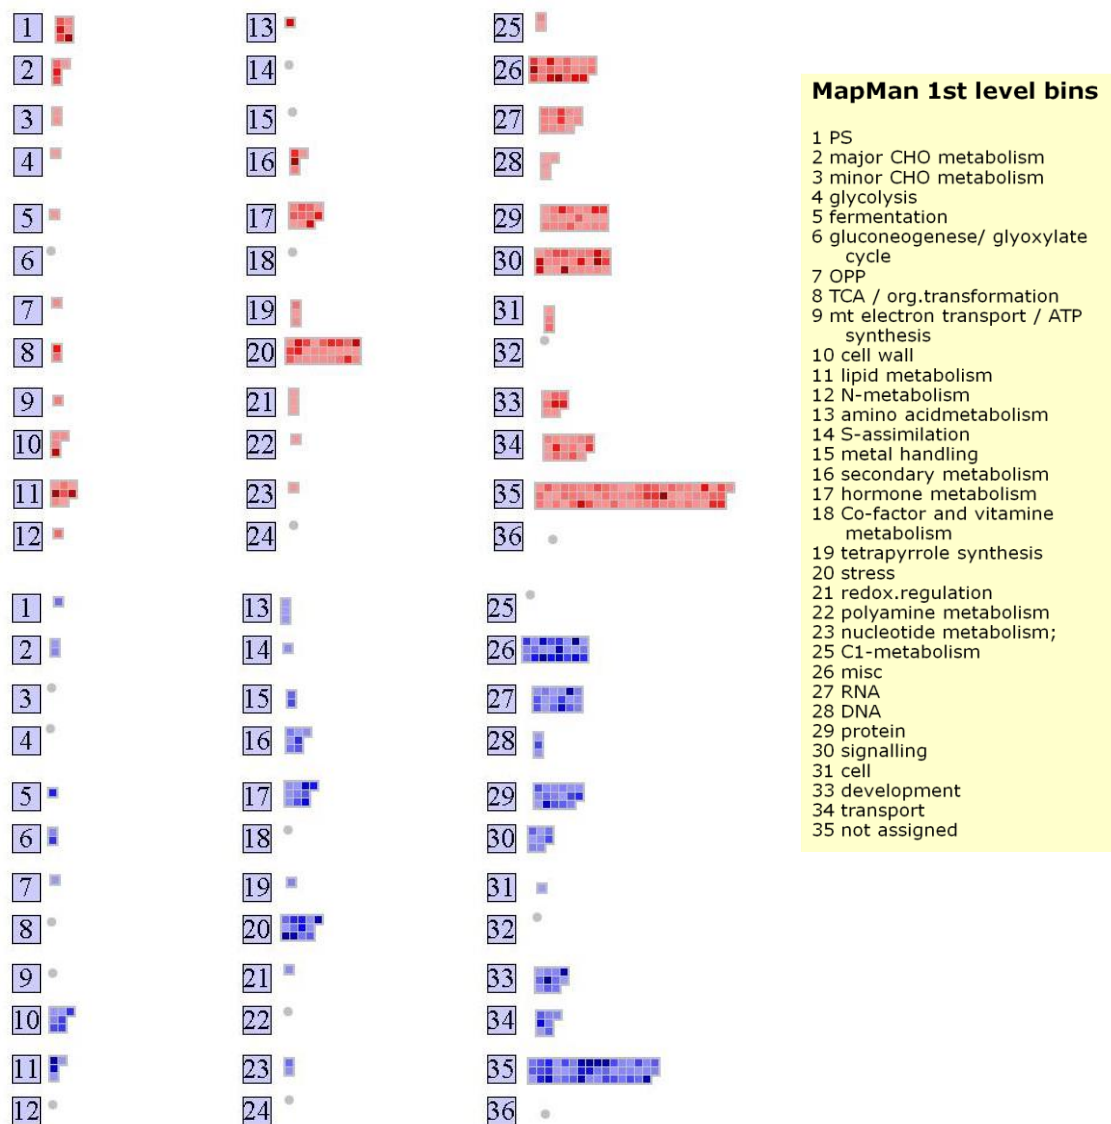 1 13 25
2 14 26
3 15 27
4 16 28
5 17 29
6 18 30
7 19 31
8 20 32
9 21 33
10 22 34
11 23 35
12 24 36
1 13 25
2 14 26
3 15 27
4 16 28
5 17 29
6 18 30
7 19 31
8 20 32
9 21 33
10 22 34
11 23 35
12 24 36
MapMan 1st level bins
1 PS
2 major CHO metabolism
3 minor CHO metabolism
4 glycolysis
5 fermentation
6 gluconeogenese/ glyoxylate
cycle
7 OPP
8 TCA / org.transformation
9 mt electron transport / ATP
synthesis
10 cell wall
11 lipid metabolism
12 N-metabolism
13 amino acidmetabolism
14 S-assimilation
15 metal handling
16 secondary metabolism
17 hormone metabolism
18 Co-factor and vitamine
metabolism
19 tetrapyrrole synthesis
20 stress
21 redox.regulation
22 polyamine metabolism
23 nucleotide metabolism;
25 C1-metabolism
26 misc
27 RNA
28 DNA
29 protein
30 signalling
31 cell
33 development
34 transport
35 not assigned